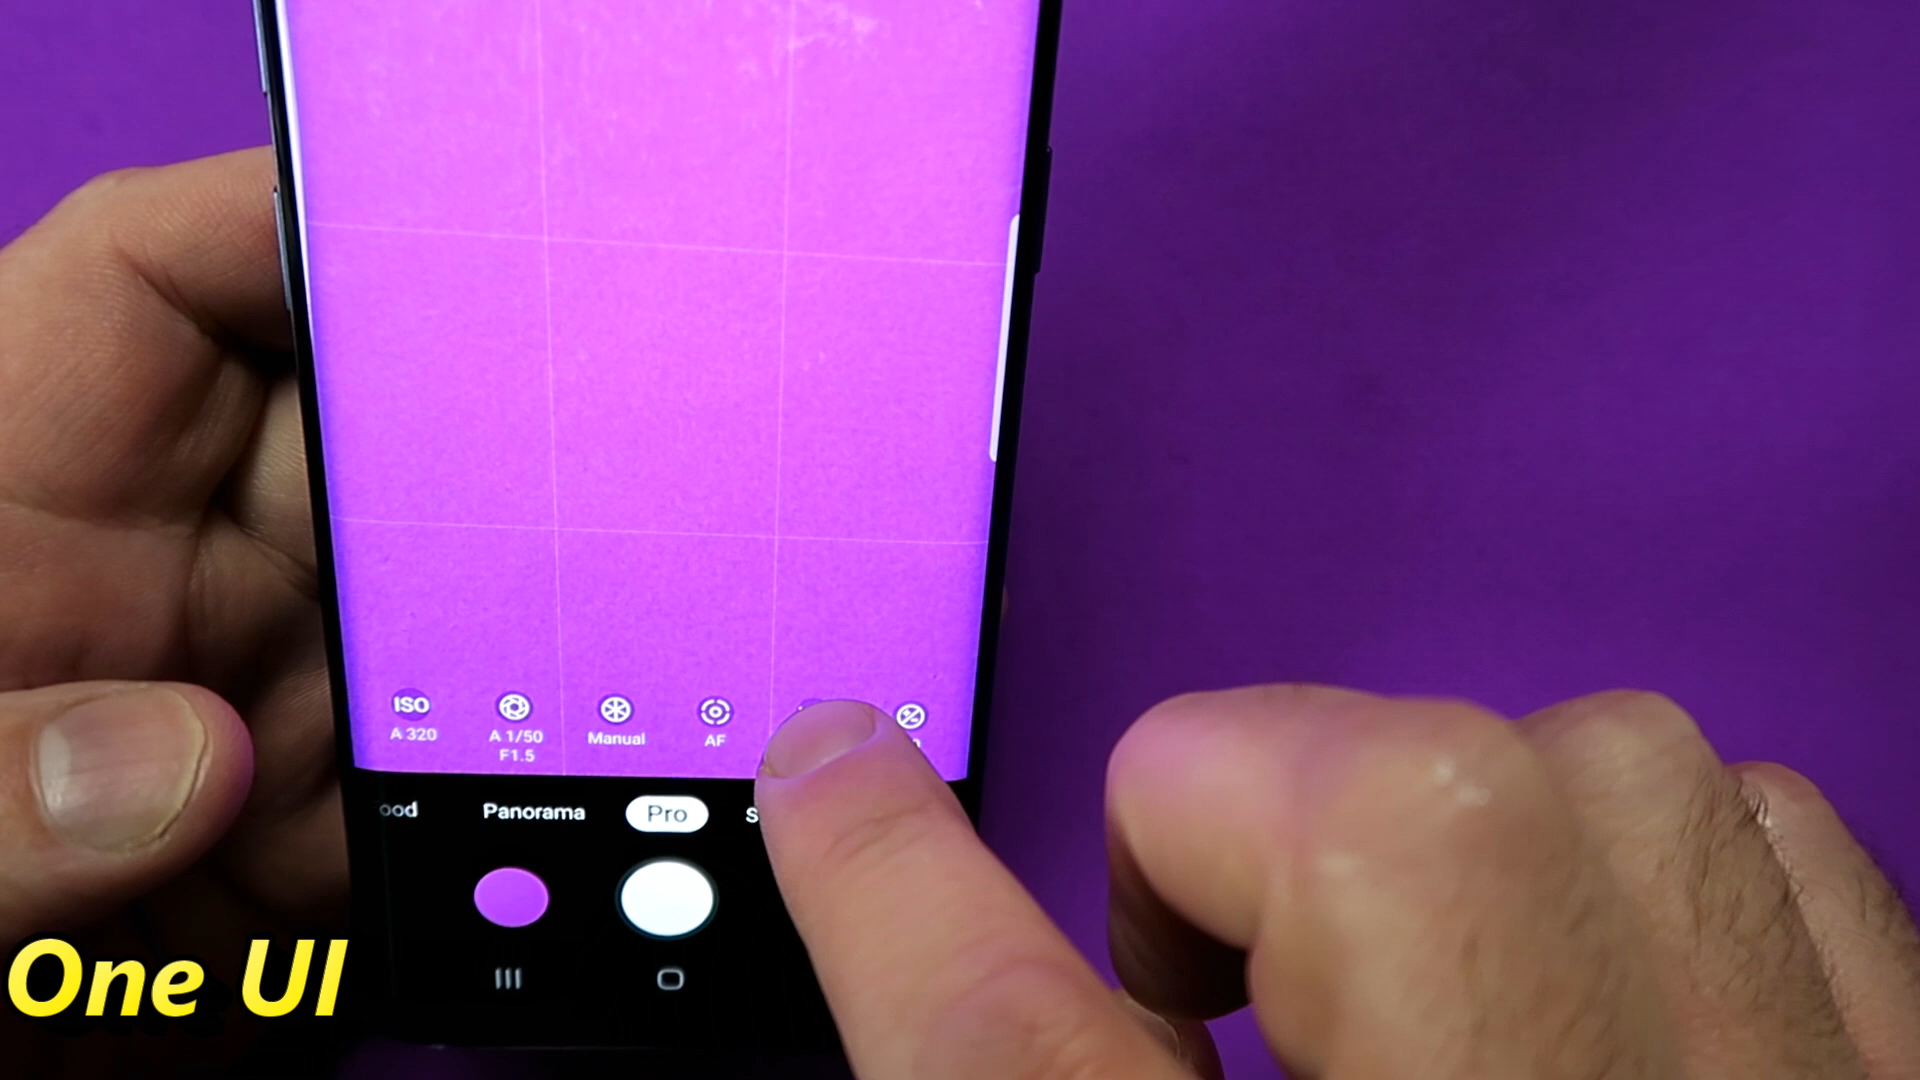 ISO
A 320
A 1/50
F1.5
Manual
AF
ood
Panorama
Pro
S
One UI